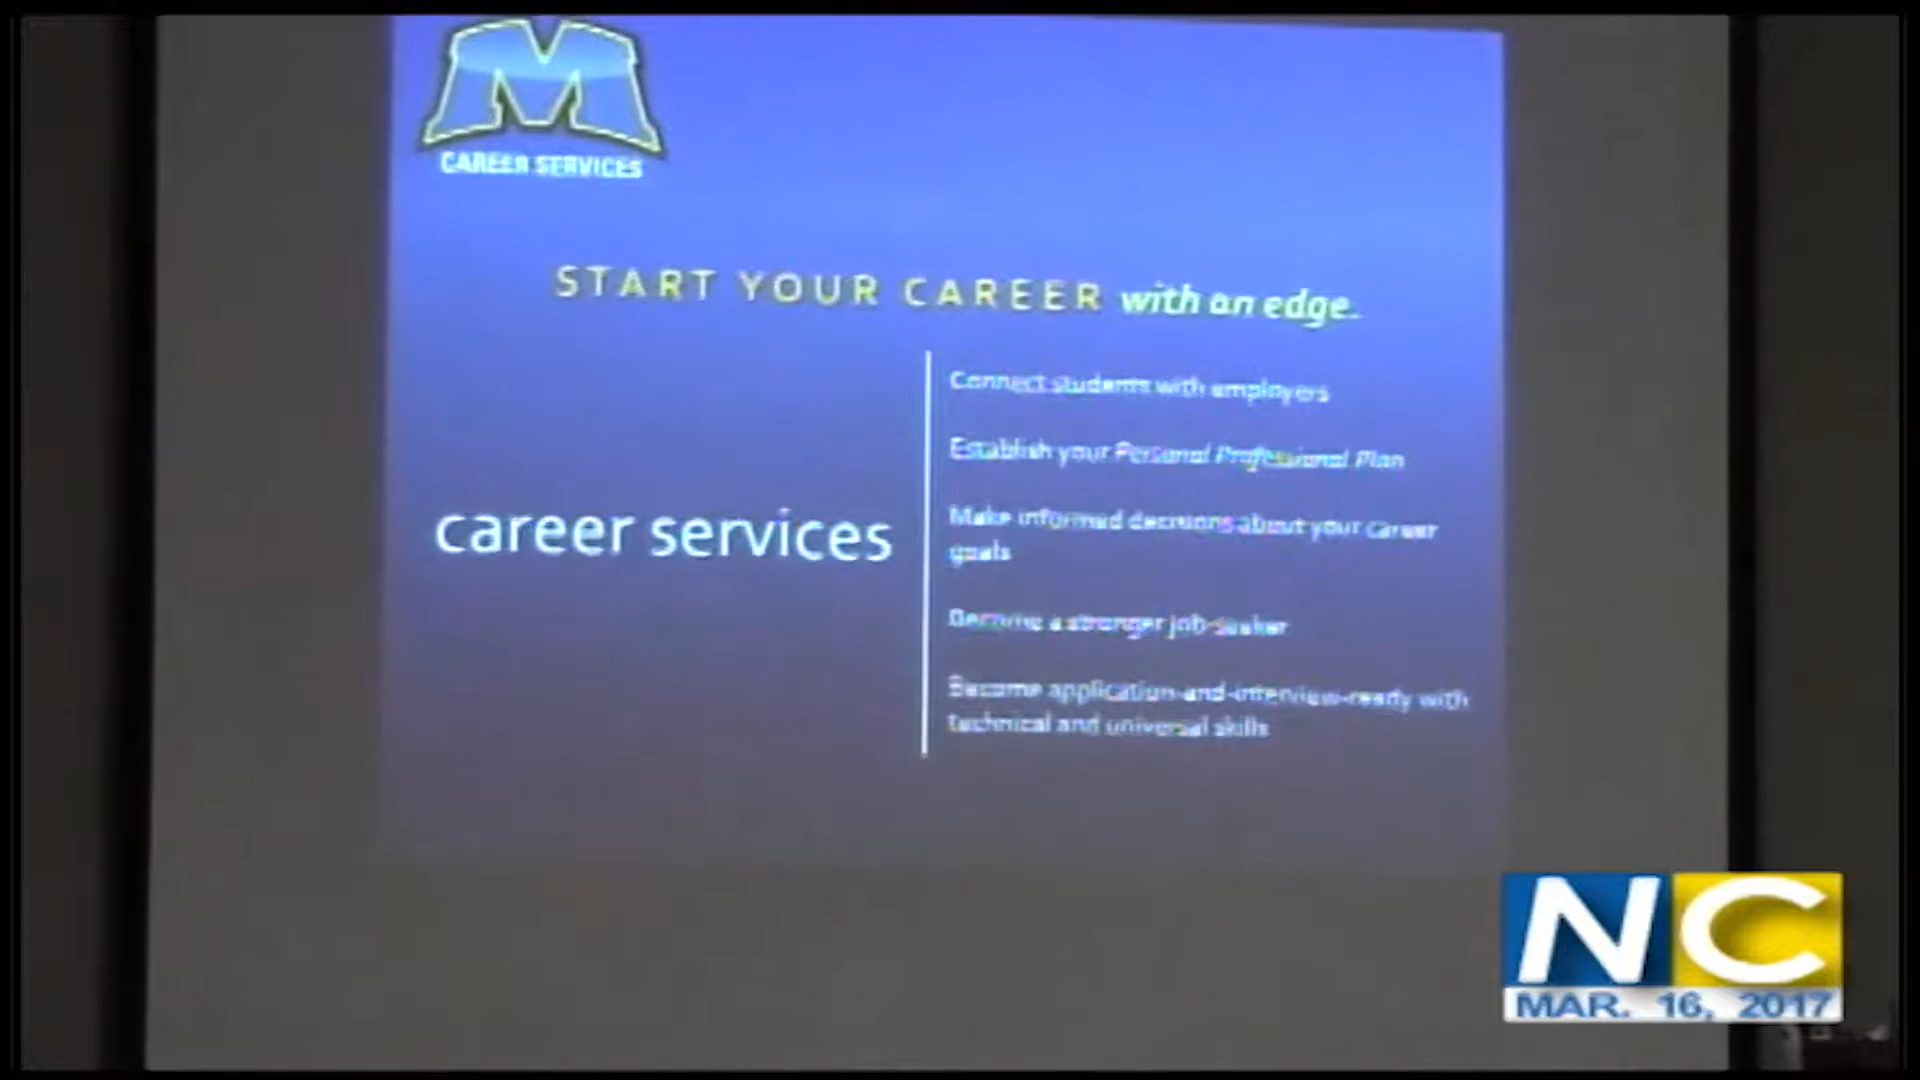 M
CAREER SERVICES
START YOUR CAREER with an edge.
Connect students with employers
Establish your Personal Professional Plan
career services
Make informed decisions about your career
goals
Become a stronger job-seeker
Become application-and-interview-ready with
technical and universal skills
NC
MAR. 16, 2017